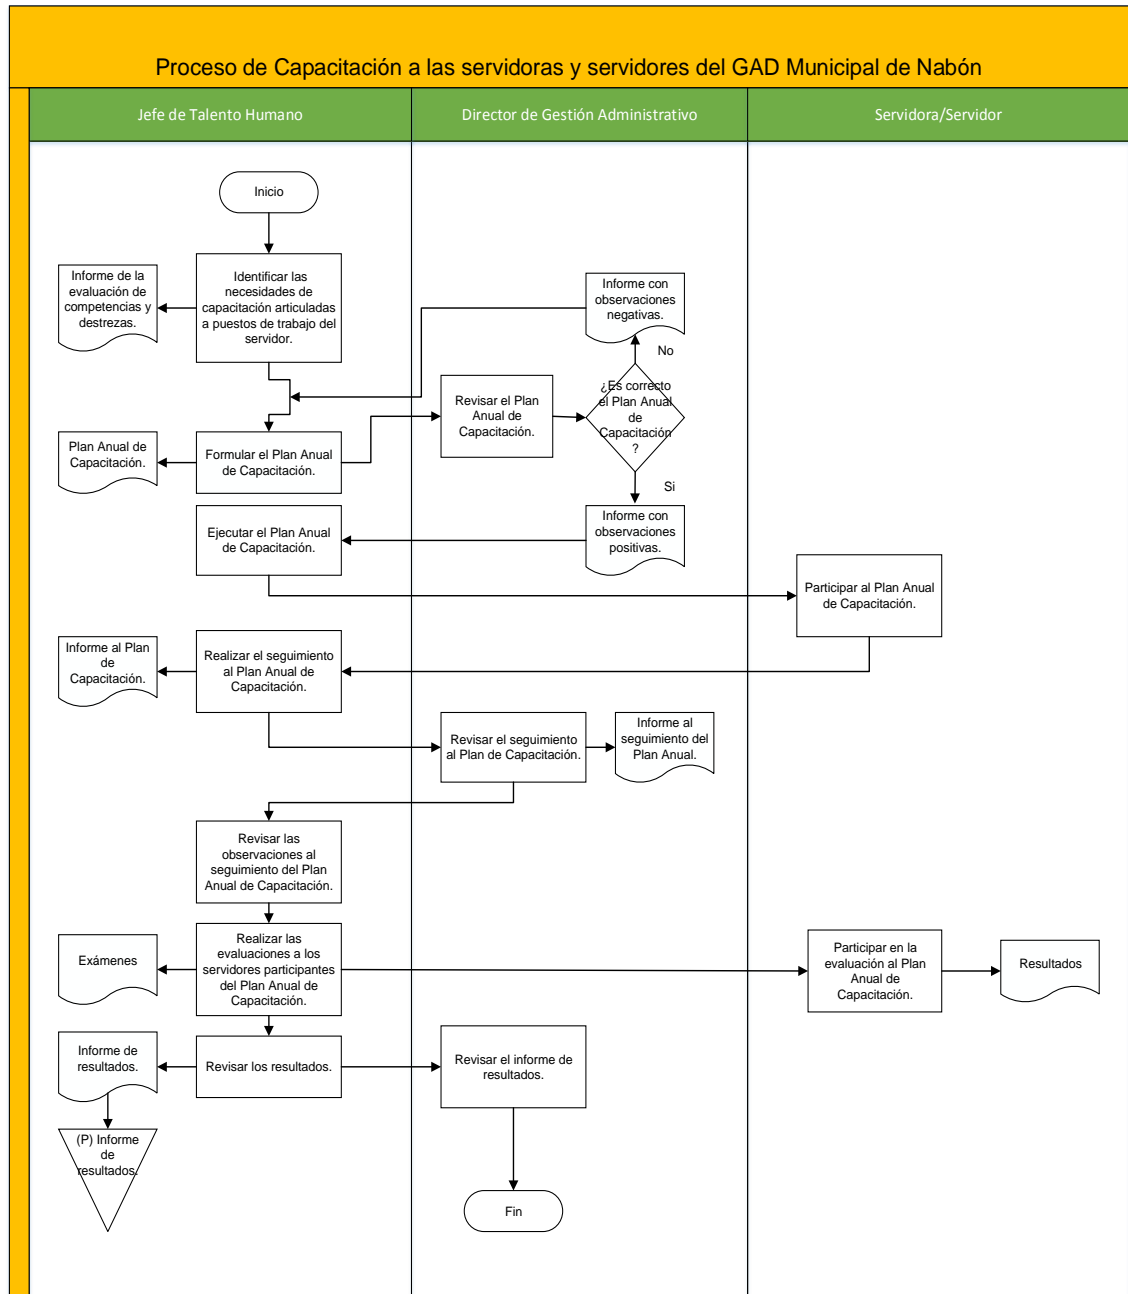 Proceso de Capacitación a las servidoras y servidores del GAD Municipal de Nabón
Jefe de Talento Humano
Director de Gestión Administrativo
Servidora/Servidor
Inicio
Informe de la
evaluación de
competencias y
destrezas.
Identificar las
necesidades de
capacitación articuladas
a puestos de trabajo del
servidor.
Informe con
observaciones
negativas.
No
Revisar el Plan
Anual de
Capacitación.
¿Es correcto
el Plan Anual
de
Capacitación
?
Plan Anual de
Capacitación.
Formular el Plan Anual
de Capacitación.
Si
Ejecutar el Plan Anual
de Capacitación.
Informe con
observaciones
positivas.
Participar al Plan Anual
de Capacitación.
Informe al Plan
de
Capacitación.
Realizar el seguimiento
al Plan Anual de
Capacitación.
Revisar el seguimiento
al Plan de Capacitación.
Informe al
seguimiento del
Plan Anual.
Revisar las
observaciones al
seguimiento del Plan
Anual de Capacitación.
Exámenes
Realizar las
evaluaciones a los
servidores participantes
del Plan Anual de
Capacitación.
Participar en la
evaluación al Plan
Anual de
Capacitación.
Resultados
Informe de
resultados.
Revisar los resultados.
Revisar el informe de
resultados.
(P) Informe
de
resultados.
Fin